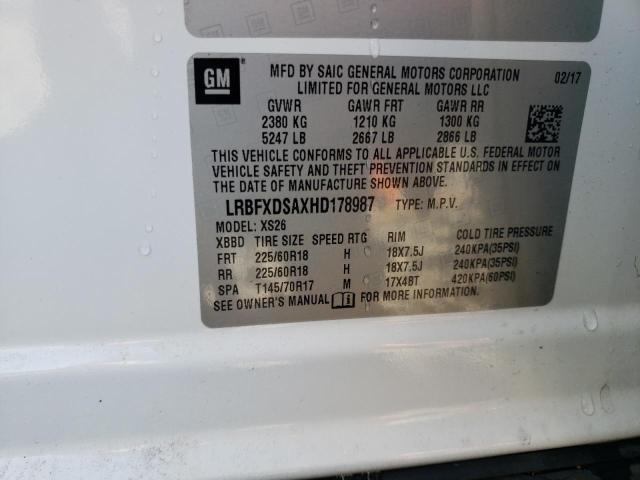 GM
MFD BY SAIC GENERAL MOTORS CORPORATION 02/17
LIMITED FOR GENERAL MOTORS LLC
GVWR GAWR FRT GAWR RR
2380 KG 1210 KG 1300 KG
5247 LB 2667 LB 2866 LB
THIS VEHICLE CONFORMS TO ALL APPLICABLE U.S. FEDERAL MOTOR
VEHICLE SAFETY AND THEFT PREVENTION STANDARDS IN EFFECT ON
THE DATE OF MANUFACTURE SHOWN ABOVE.
LRBFXDSAXHD178987 TYPE: M.P.V.
MODEL: XS26
XBBD TIRE SIZE SPEED RTG RIM COLD TIRE PRESSURE
FRT 225/60R18 H 18X7.5J 240KPA(35PSI)
RR 225/60R18 H 18X7.5J 240KPA(35PSI)
SPA T145/70R17 M 17X4BT 420KPA(60PSI)
SEE OWNER'S MANUAL FOR MORE INFORMATION.